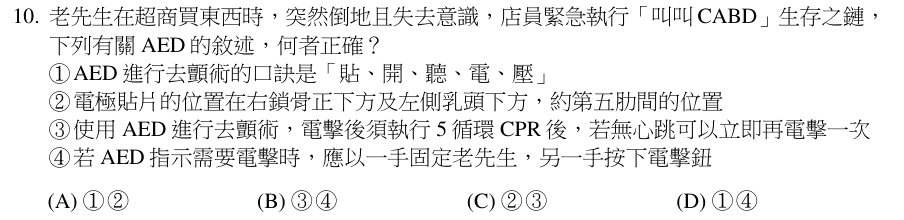 10. 老先生在超商買東西時，突然倒地且失去意識，店員緊急執行「叫叫CABD」生存之鏈，
下列有關 AED 的敘述，何者正確？
①AED 進行去顫術的口訣是「貼、開、聽、電、壓」
②電極貼片的位置在右鎖骨正下方及左側乳頭下方，約第五肋間的位置
③使用 AED 進行去顫術，電擊後須執行 5 循環 CPR 後，若無心跳可以立即再電擊一次
④若 AED 指示需要電擊時，應以一手固定老先生，另一手按下電擊鈕
(A) ①② (B) ③④ (C) ②③ (D) ①④